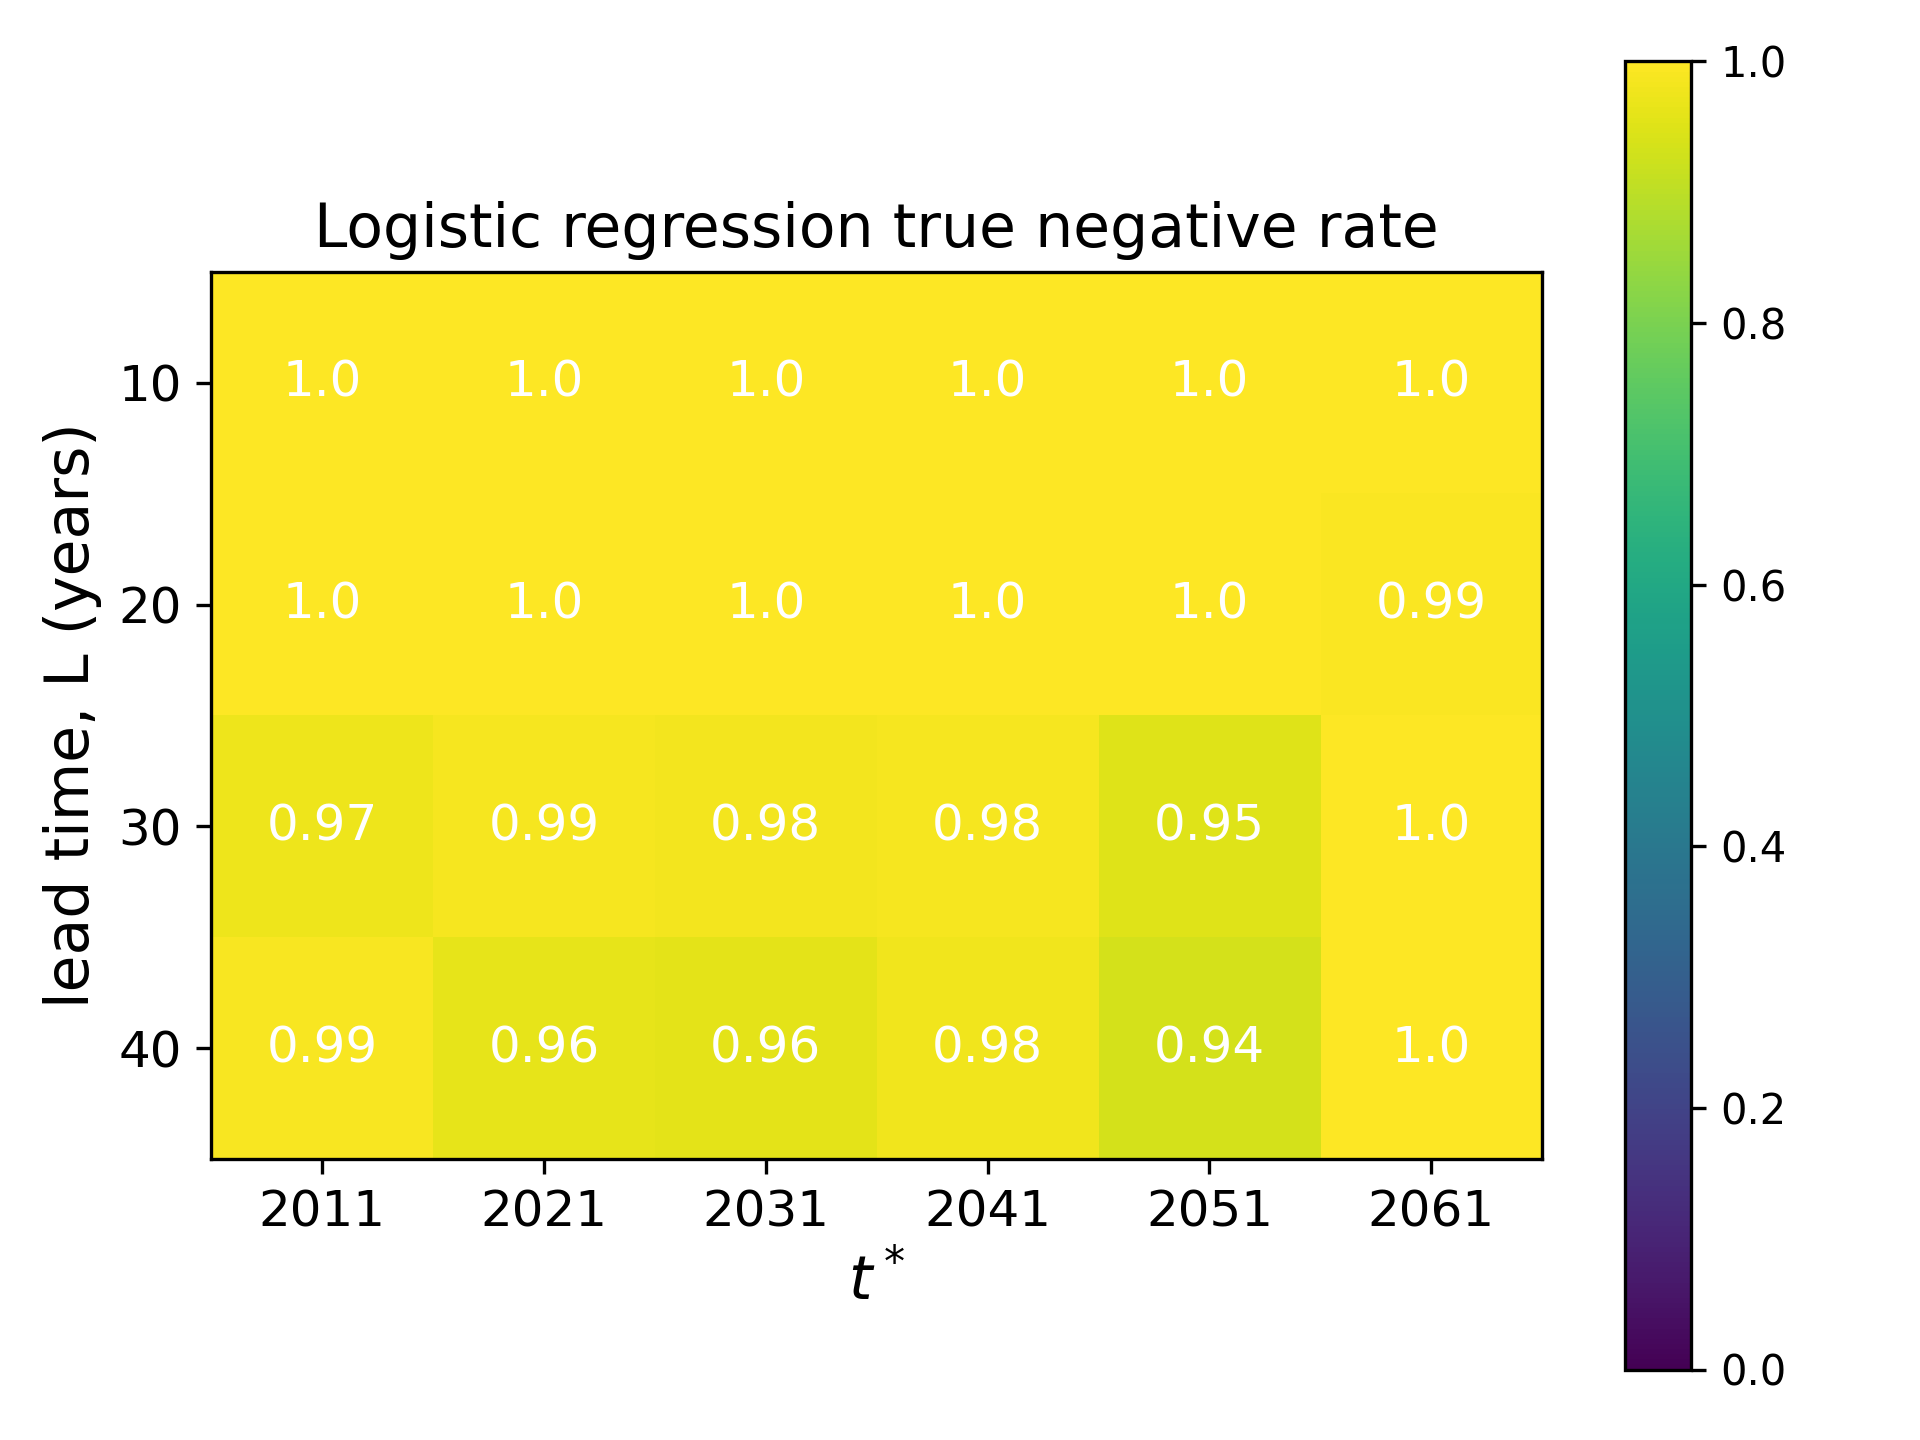 Logistic regression true negative rate
1.0
0.8
0.6
0.4
0.2
0.0
lead time, L (years)
10 1.0 1.0 1.0 1.0 1.0 1.0
20 1.0 1.0 1.0 1.0 1.0 0.99
30 0.97 0.99 0.98 0.98 0.95 1.0
40 0.99 0.96 0.96 0.98 0.94 1.0
2011 2021 2031 2041 2051 2061
t*